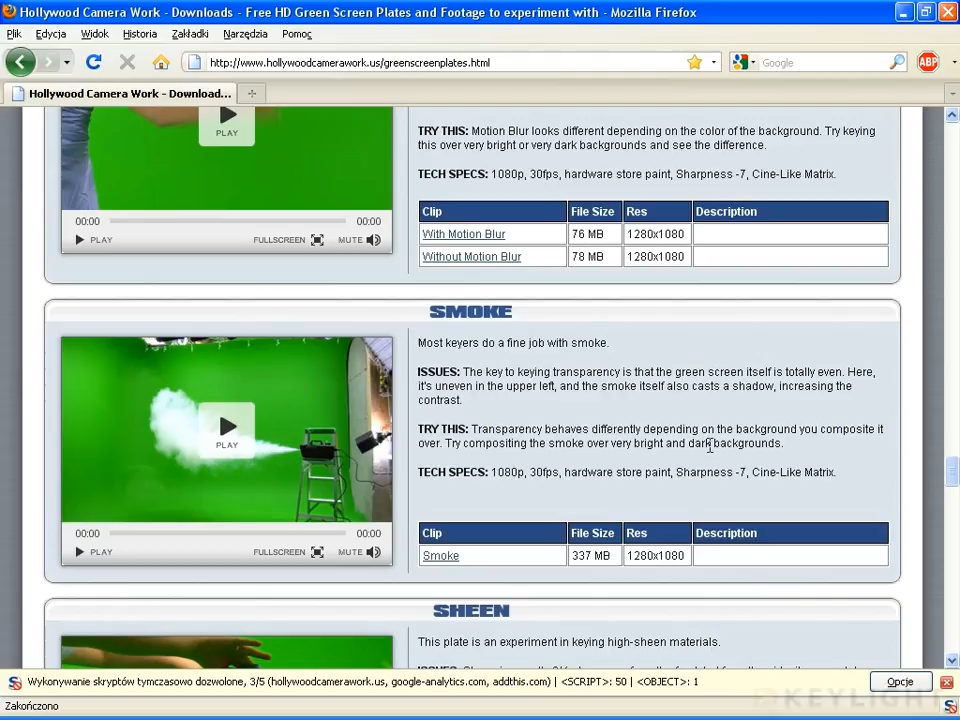 Hollywood Camera Work - Downloads - Free HD Green Screen Plates and Footage to experiment with - Mozilla Firefox
Plik Edycja Widok Historia Zakładki Narzędzia Pomoc
http://www.hollywoodcamerawork.us/greenscreenplates.html
Google
ABP
Hollywood Camera Work - Download...
PLAY
TRY THIS: Motion Blur looks different depending on the color of the background. Try keying
this over very bright or very dark backgrounds and see the difference.
TECH SPECS: 1080p, 30fps, hardware store paint, Sharpness -7, Cine-Like Matrix.
00:00 00:00
PLAY FULLSCREEN MUTE
Clip File Size Res Description
With Motion Blur 76 MB 1280x1080
Without Motion Blur 78 MB 1280x1080
SMOKE
Most keyers do a fine job with smoke.
ISSUES: The key to keying transparency is that the green screen itself is totally even. Here,
it's uneven in the upper left, and the smoke itself also casts a shadow, increasing the
contrast.
TRY THIS: Transparency behaves differently depending on the background you composite it
over. Try compositing the smoke over very bright and dark backgrounds.
TECH SPECS: 1080p, 30fps, hardware store paint, Sharpness -7, Cine-Like Matrix.
PLAY
00:00 00:00
PLAY FULLSCREEN MUTE
Clip File Size Res Description
Smoke 337 MB 1280x1080
SHEEN
This plate is an experiment in keying high-sheen materials.
Wykonywanie skryptów tymczasowo dozwolone, 3/5 (hollywoodcamerawork.us, google-analytics.com, addthis.com) | <SCRIPT>: 50 | <OBJECT>: 1
Opcje
KEYLIGHT
Zakończono